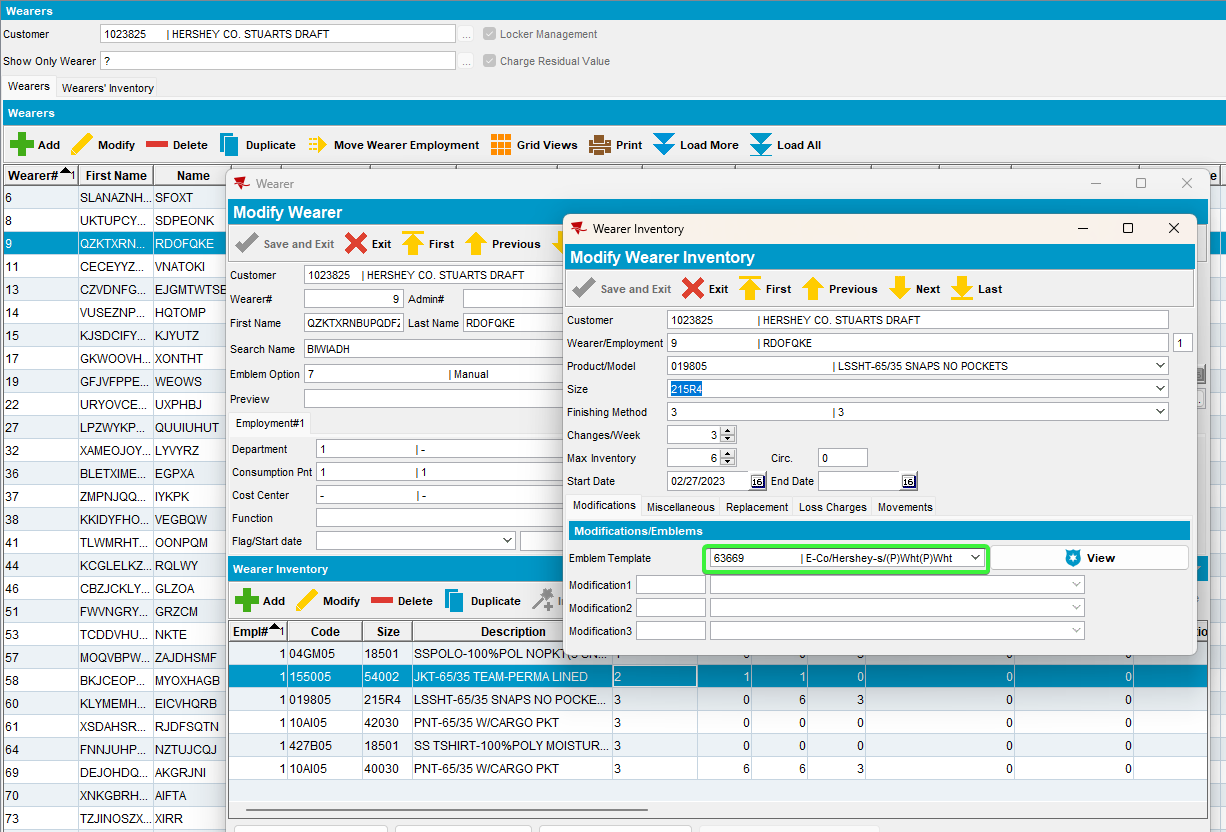 Wearers
Customer 1023825 | HERSHEY CO. STUARTS DRAFT ... Locker Management
Show Only Wearer ? ... Charge Residual Value
Wearers Wearers' Inventory
Wearers
Add Modify Delete Duplicate Move Wearer Employment Grid Views Print Load More Load All
Wearer# 1 First Name Name
6 SLANAZNH... SFOXT
8 UKTUPCY... SDPEONK
9 QZKTXRN... RDOFQKE
11 CECEYYZ... VNATOKI
13 CZVDNFG... EJGMTWTSE
14 VUSEZNP... HQTOMP
15 KJSDCIFY... KJYUTZ
17 GKWOOVH... XONTHT
19 GFJVFPPE... WEOWS
22 URYOVCE... UXPHBJ
27 LPZWYKP... QUUIUHUT
32 XAMEOJOY... LYVYRZ
36 BLETXIME... EGPXA
37 ZMPNJQQ... IYKPK
38 KKIDYFHO... VEGBQW
41 TLWMRHT... OONPQM
44 KCGLELKZ... RQLWY
46 CBZJCKLY... GLZOA
51 FWVNGRY... GRZCM
53 TCDDVHU... NKTE
57 MOQVBPW... ZAJDHSMF
58 BKJCEOP... MYOXHAGB
60 KLYMEMH... EICVHQRB
61 XSDAHSR... RJDFSQTN
64 FNNJUHP... NZTUJCQJ
69 DEJOHDQ... AKGRJNI
70 XNKGBRH... AIFTA
73 TZJINOSZX... XIRR
Wearer
Modify Wearer
Save and Exit Exit First Previous
Customer 1023825 | HERSHEY CO. STUARTS DRAFT
Wearer# 9 Admin#
First Name QZKTXRNBUPQDFZ Last Name RDOFQKE
Search Name BIWIADH
Emblem Option 7 | Manual
Preview
Employment#1
Department 1 | -
Consumption Pnt 1 | 1
Cost Center - | -
Function
Flag/Start date
Wearer Inventory
Add Modify Delete Duplicate
Empl# 1 Code Size Description
1 04GM05 18501
1 155005 54002 JKT-65/35 TEAM-PERMA LINED 2 1 1 0 0 0
1 019805 215R4 LSSHT-65/35 SNAPS NO POCKE... 3 0 6 3 0 0
1 10AI05 42030 PNT-65/35 W/CARGO PKT 3 0 0 0 0 0
1 427B05 18501 SS TSHIRT-100%POLY MOISTUR... 3 0 0 0 0 0
1 10AI05 40030 PNT-65/35 W/CARGO PKT 3 6 6 3 0 0
Wearer Inventory
Modify Wearer Inventory
Save and Exit Exit First Previous Next Last
Customer 1023825 | HERSHEY CO. STUARTS DRAFT
Wearer/Employment 9 | RDOFQKE 1
Product/Model 019805 | LSSHT-65/35 SNAPS NO POCKETS
Size 215R4
Finishing Method 3 | 3
Changes/Week 3
Max Inventory 6 Circ. 0
Start Date 02/27/2023 16 End Date 16
Modifications Miscellaneous Replacement Loss Charges Movements
Modifications/Emblems
Emblem Template 63669 | E-Co/Hershey-s/(P)Wht(P)Wht View
Modification1
Modification2
Modification3